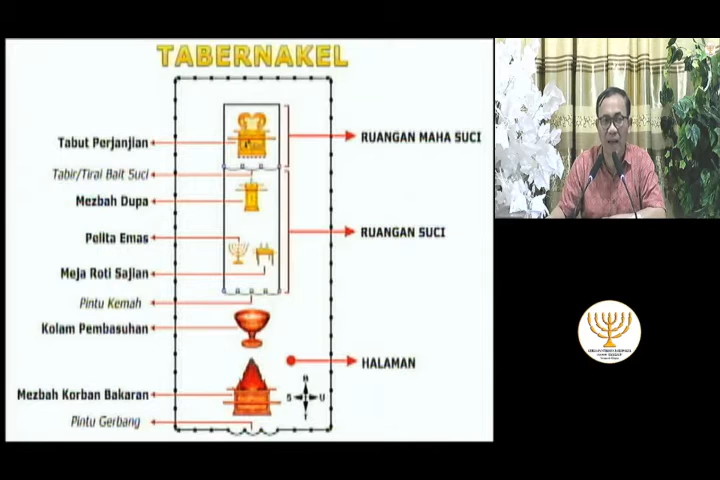 TABERNAKEL
Tabut Perjanjian
RUANGAN MAHA SUCI
Tabir/Tirai Bait Suci
Mezbah Dupa
Pelita Emas
RUANGAN SUCI
Meja Roti Sajian
Pintu Kemah
Kolam Pembasuhan
HALAMAN
Mezbah Korban Bakaran
S
U
T
Pintu Gerbang